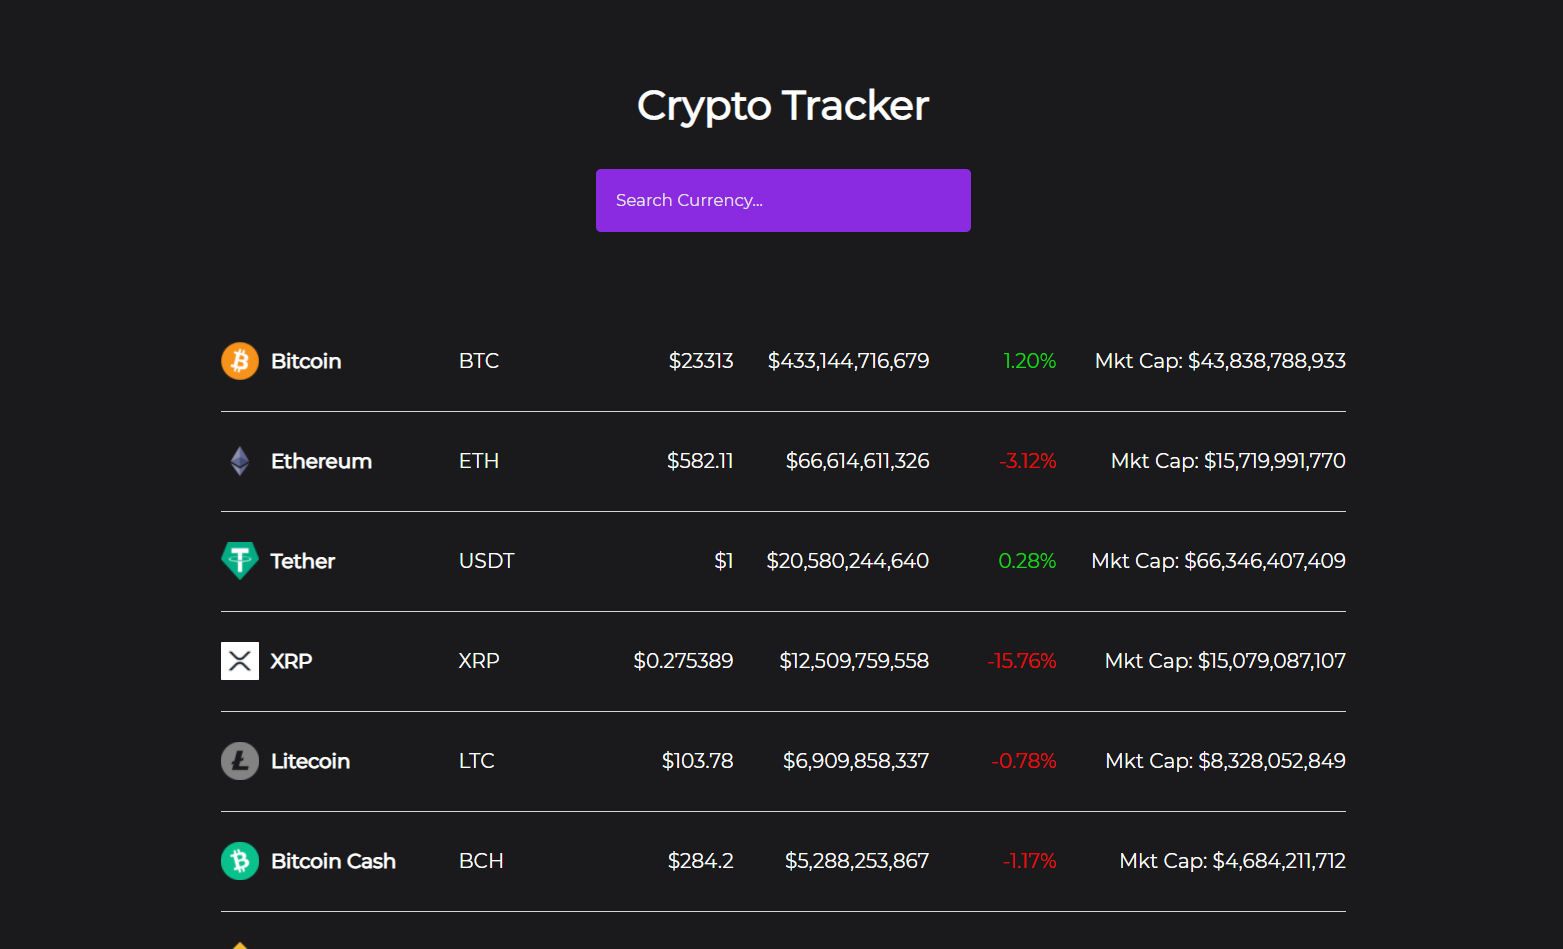 Crypto Tracker
Search Currency...
Bitcoin BTC $23313 $433,144,716,679 1.20% Mkt Cap: $43,838,788,933
Ethereum ETH $582.11 $66,614,611,326 -3.12% Mkt Cap: $15,719,991,770
Tether USDT $1 $20,580,244,640 0.28% Mkt Cap: $66,346,407,409
XRP XRP $0.275389 $12,509,759,558 -15.76% Mkt Cap: $15,079,087,107
Litecoin LTC $103.78 $6,909,858,337 -0.78% Mkt Cap: $8,328,052,849
Bitcoin Cash BCH $284.2 $5,288,253,867 -1.17% Mkt Cap: $4,684,211,712